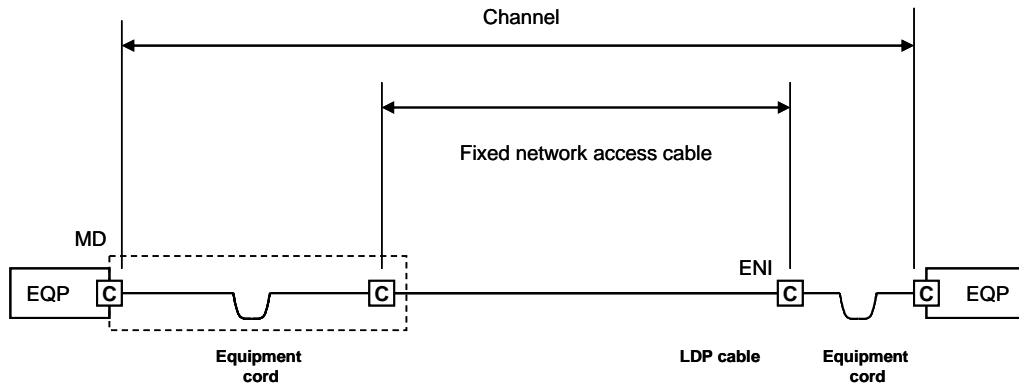 Channel
Fixed network access cable
MD
ENI
EQP
C
C
C
C
EQP
Equipment
cord
LDP cable
Equipment
cord